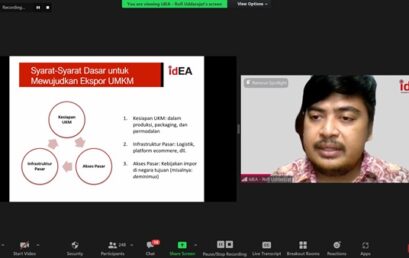 Recording...
You are viewing idEA - Rofi Uddarojat's screen
View Options
Syarat-Syarat Dasar untuk
Mewujudkan Ekspor UMKM
idEA
Kesiapan
UKM
Infrastruktur
Pasar
Akses Pasar
1. Kesiapan UKM: dalam
produksi, packaging, dan
permodalan
2. Infrastruktur Pasar: Logistik,
platform ecommerce, dll.
3. Akses Pasar: Kebijakan impor
di negara tujuan (misalnya:
deminimus)
Remove Spotlight
idEA - Rofi Uddarojat
Start Video
Security
Participants
248
Chat
Share Screen
Pause/Stop Recording
Live Transcript
Breakout Rooms
Reactions
Apps